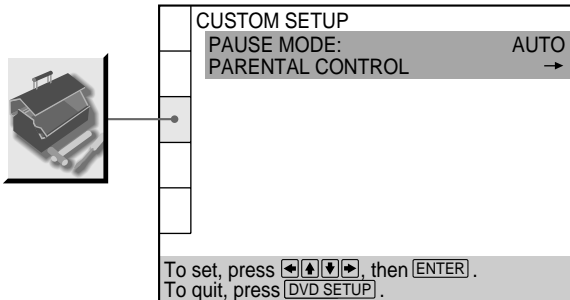 CUSTOM SETUP
PAUSE MODE: AUTO
PARENTAL CONTROL →
To set, press ←↑↓→, then ENTER.
To quit, press DVD SETUP.